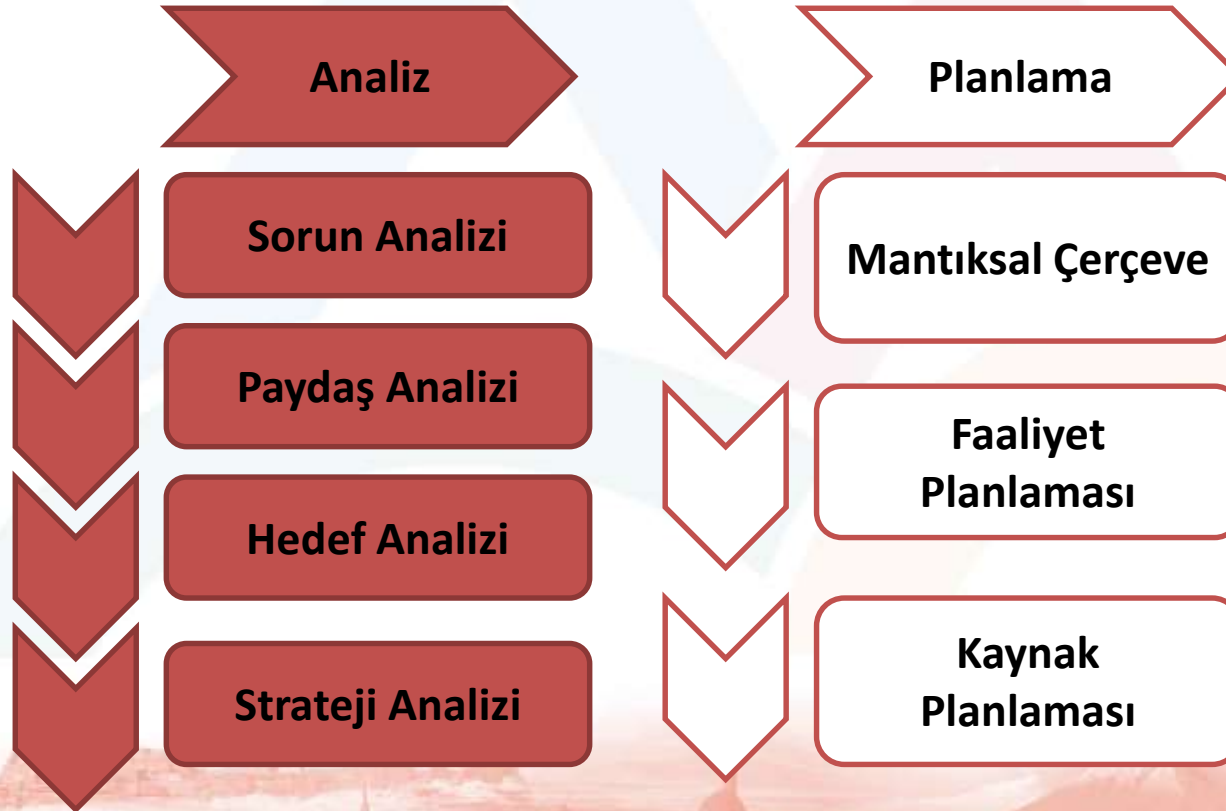 Analiz
Sorun Analizi
Paydaş Analizi
Hedef Analizi
Strateji Analizi
Planlama
Mantıksal Çerçeve
Faaliyet
Planlaması
Kaynak
Planlaması